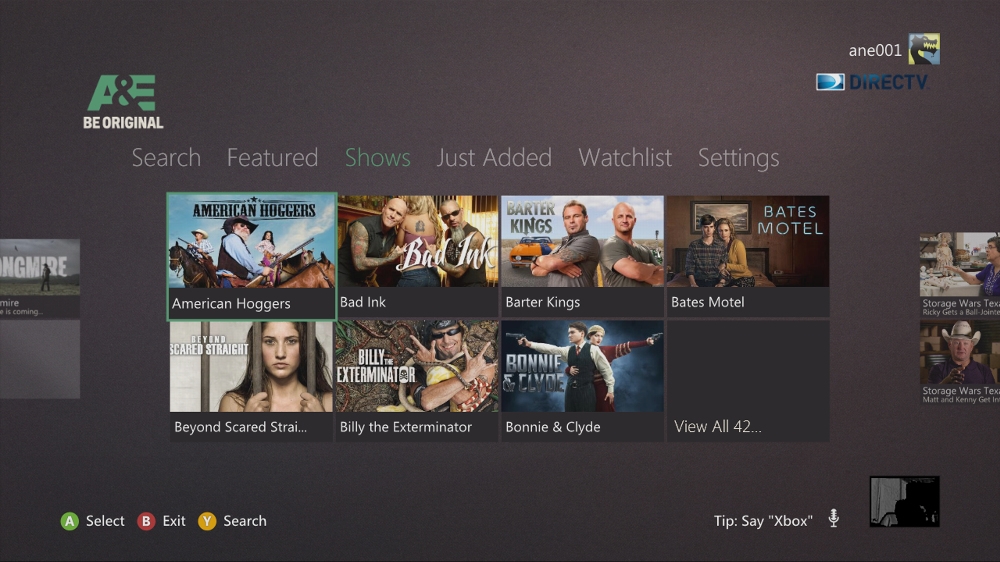 ane001
DIRECTV
A&E
BE ORIGINAL
Search Featured Shows Just Added Watchlist Settings
AMERICAN HOGGERS
American Hoggers
Bad Ink
Bad Ink
BARTER
KINGS
Barter Kings
BATES
MOTEL
Bates Motel
ONGMIRE
mire
e is coming...
Storage Wars Texa
Ricky Gets a Ball-Jointe
BEYOND
SCARED STRAIGHT
Beyond Scared Strai...
BILLY THE
EXTERMINATOR
Billy the Exterminator
BONNIE
& CLYDE
Bonnie & Clyde
View All 42...
Storage Wars Texa
Matt and Kenny Get In
A Select B Exit Y Search
Tip: Say "Xbox"